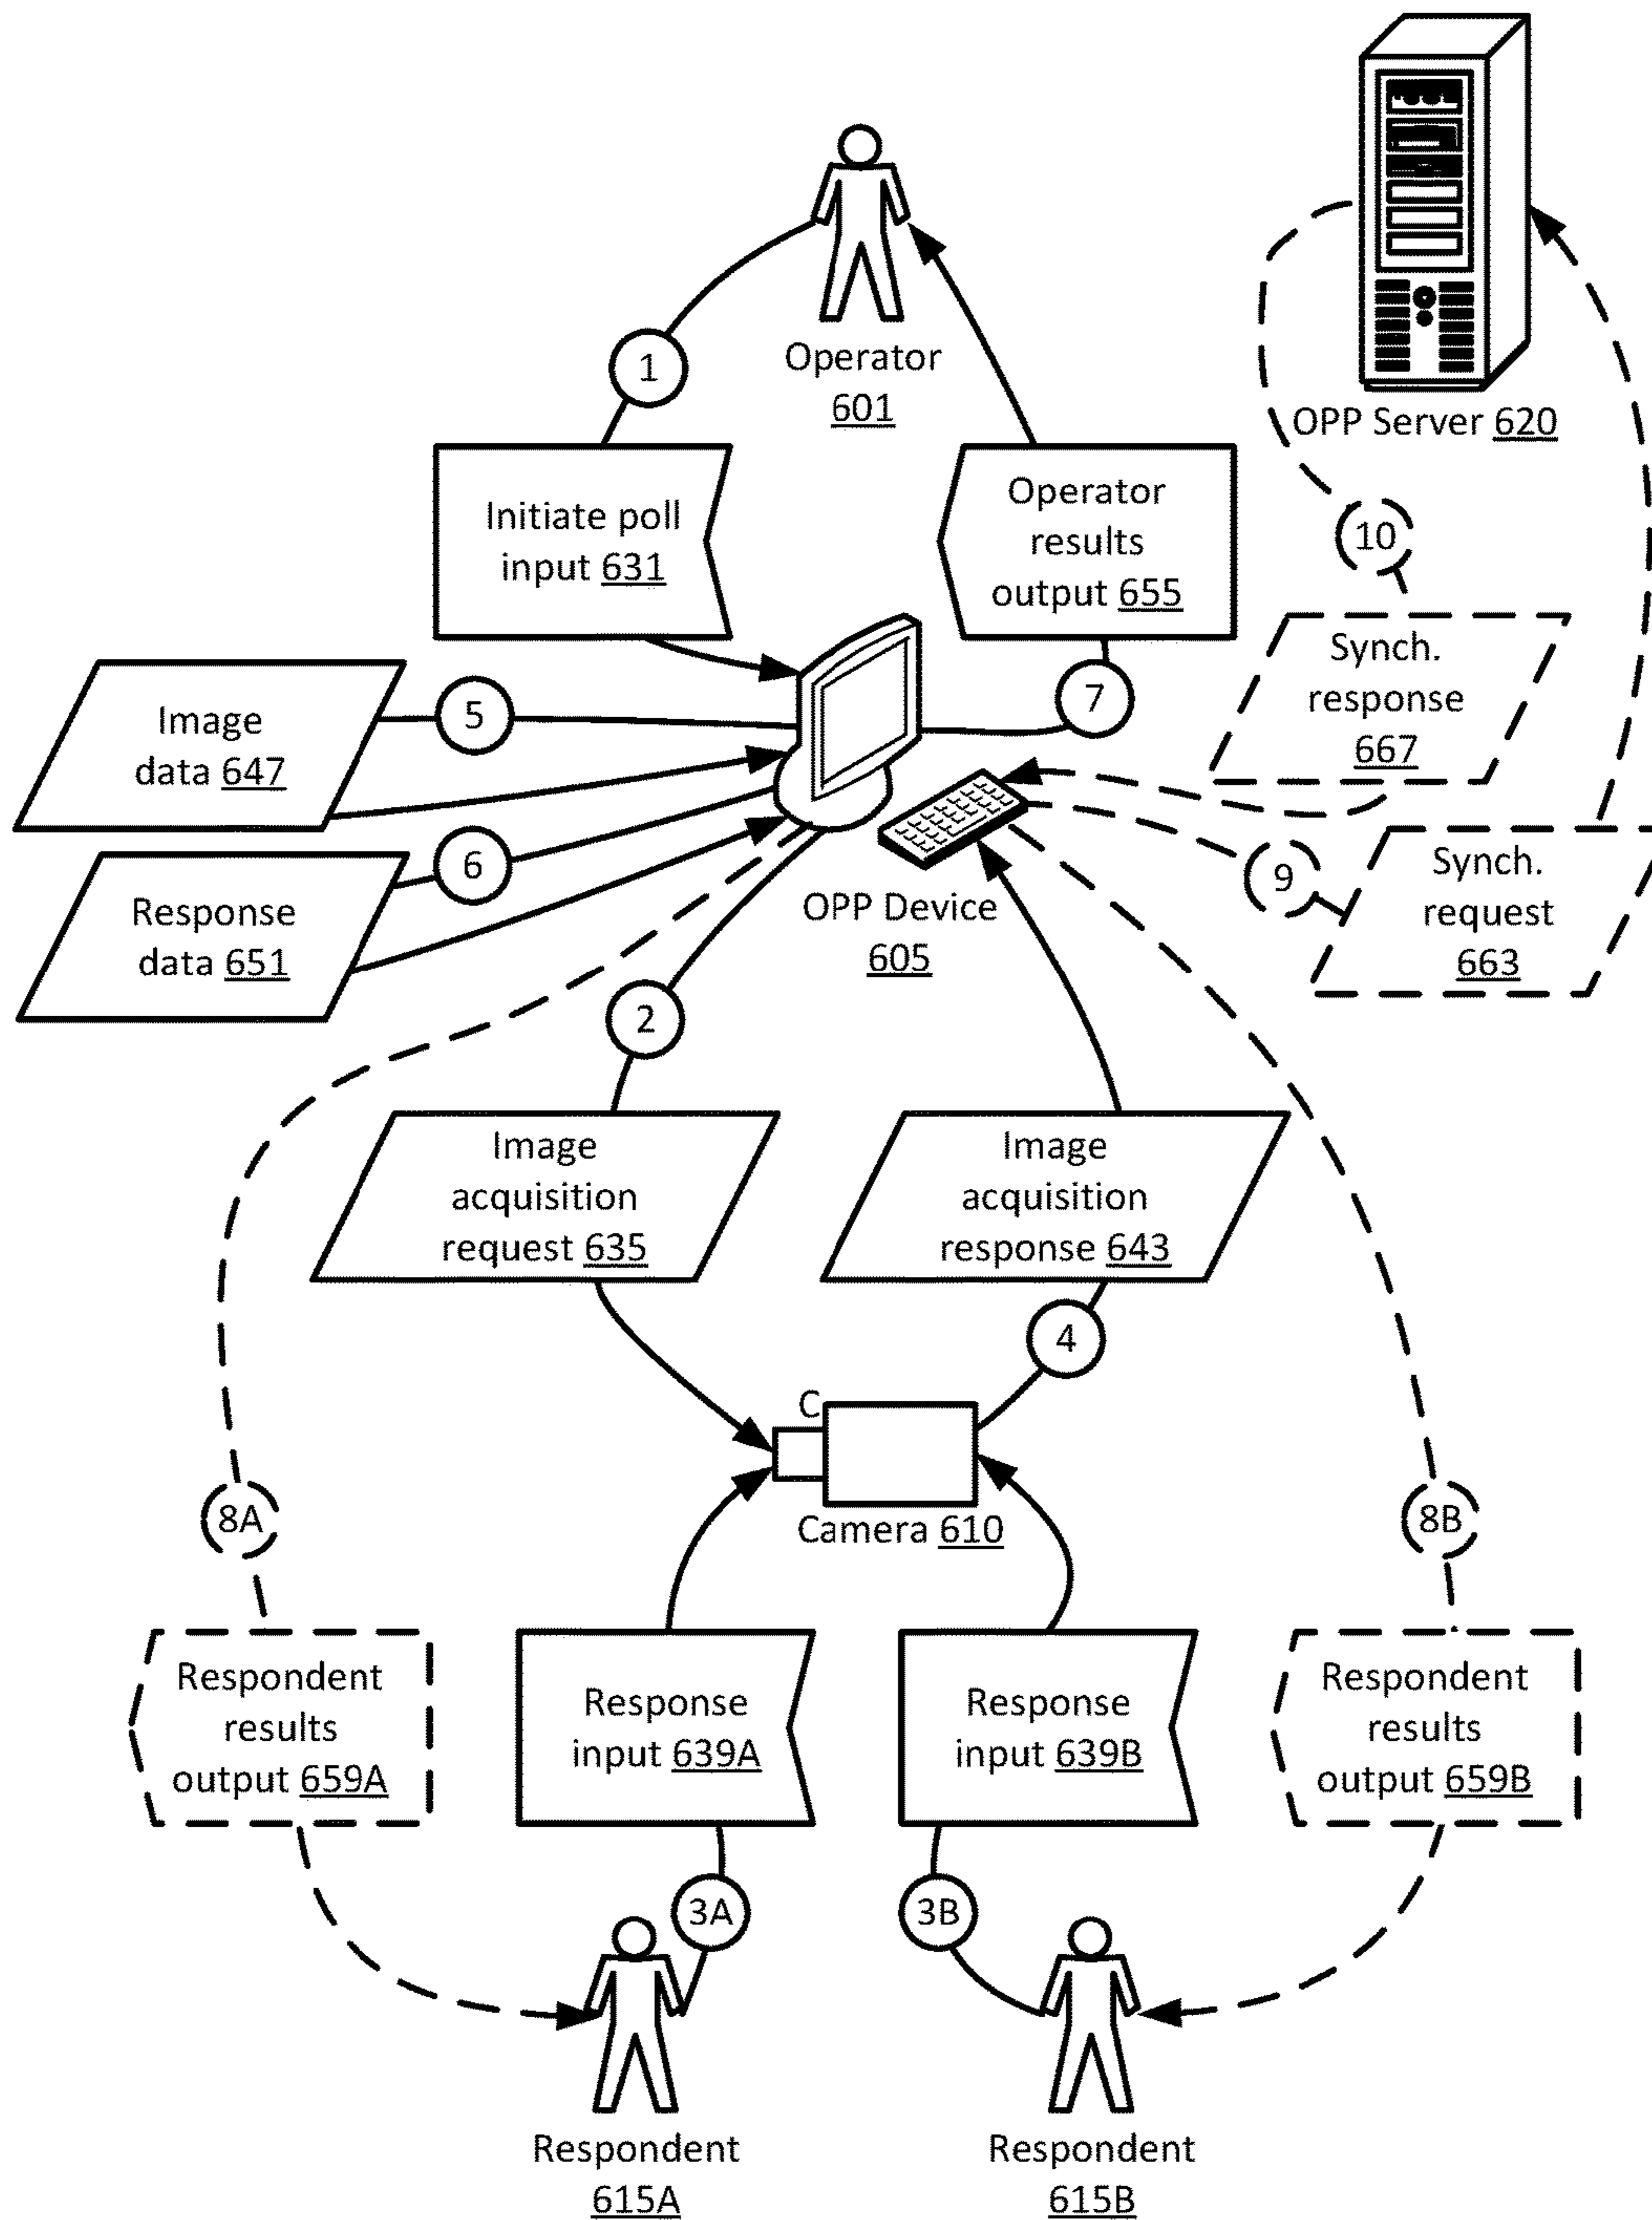 1
Operator
601
OPP Server 620
Initiate poll
input 631
Operator
results
output 655
10
Synch.
response
667
Image
data 647
5
7
6
Response
data 651
OPP Device
605
9
Synch.
request
663
2
Image
acquisition
request 635
Image
acquisition
response 643
4
C
Camera 610
8A
8B
Respondent
results
output 659A
Response
input 639A
Response
input 639B
Respondent
results
output 659B
3A
3B
Respondent
615A
Respondent
615B